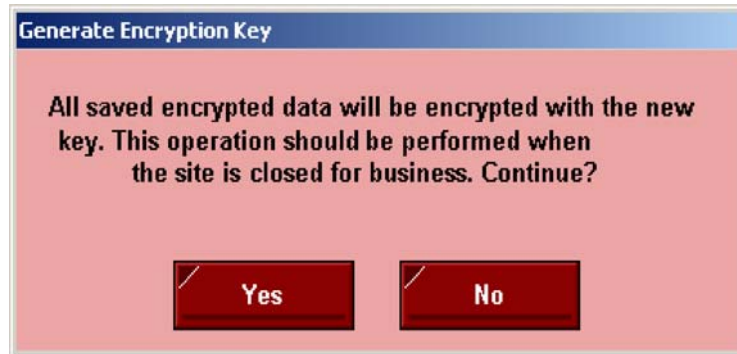 Generate Encryption Key
All saved encrypted data will be encrypted with the new
key. This operation should be performed when
the site is closed for business. Continue?
Yes No